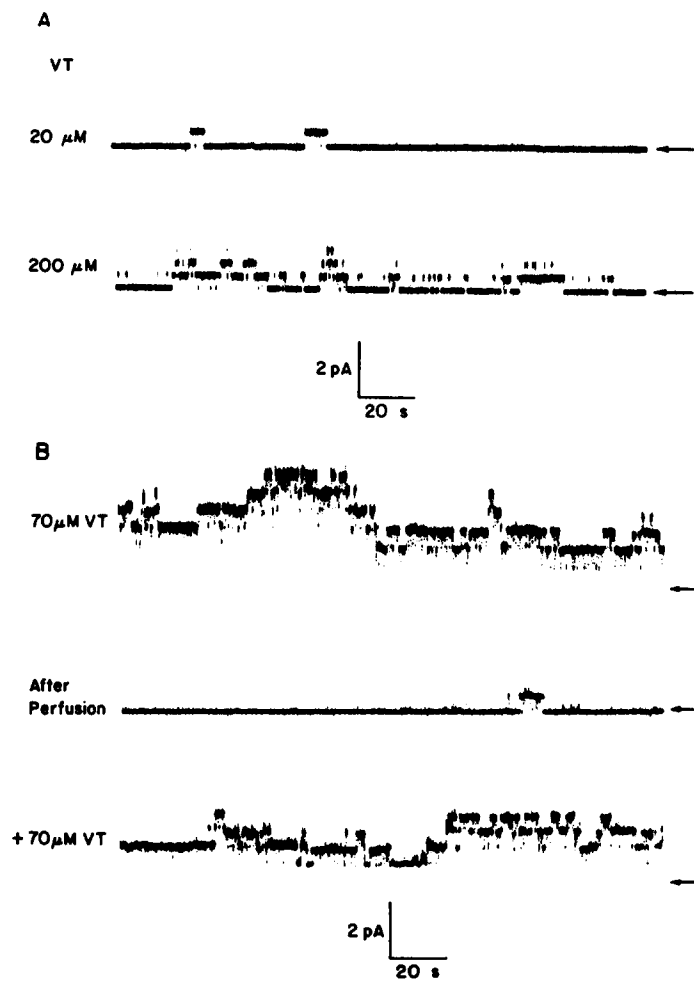 A
VT
20 μM
200 μM
2 pA
20 s
B
70μM VT
After
Perfusion
+ 70μM VT
2 pA
20 s